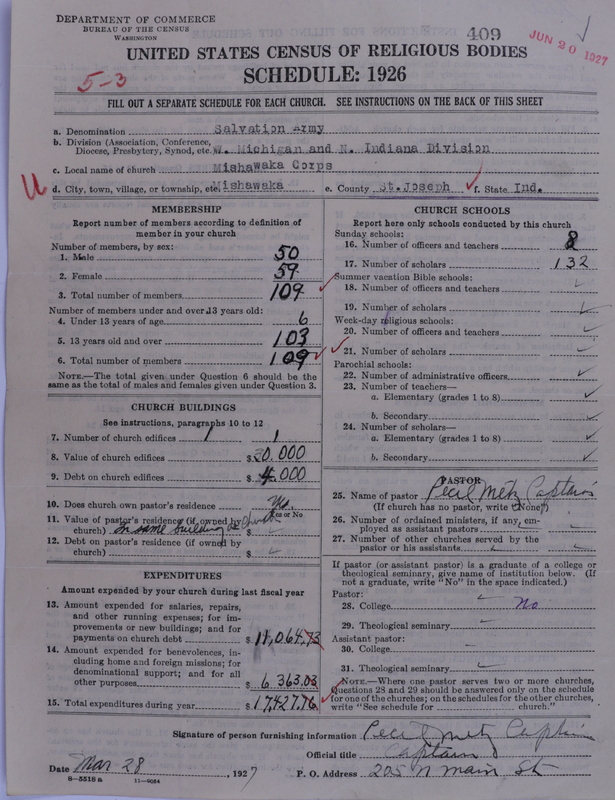 DEPARTMENT OF COMMERCE
BUREAU OF THE CENSUS
WASHINGTON
409
JUN 20 1927
UNITED STATES CENSUS OF RELIGIOUS BODIES
5-3
SCHEDULE: 1926
FILL OUT A SEPARATE SCHEDULE FOR EACH CHURCH. SEE INSTRUCTIONS ON THE BACK OF THIS SHEET
a. Denomination Salvation Army
b. Division (Association, Conference,
Diocese, Presbytery, Synod, etc. W. Michigan and N. Indiana Division
c. Local name of church Mishawaka Corps
d. City, town, village, or township, etc. Mishawaka e. County St. Joseph f. State Ind.
MEMBERSHIP
Report number of members according to definition of
member in your church
Number of members, by sex:
1. Male 50
2. Female 59
3. Total number of members 109
Number of members under and over 13 years old:
4. Under 13 years of age 6
5. 13 years old and over 103
6. Total number of members 109
NOTE.—The total given under Question 6 should be
same as the total of males and females given under Question 3.
CHURCH BUILDINGS
See instructions, paragraphs 10 to 12
7. Number of church edifices 1 1
8. Value of church edifices $ 20,000
9. Debt on church edifices $ 4,000
10. Does church own pastor's residence Yes
Yes or No
11. Value of pastor's residence (if owned by
church) In same building as Church $
12. Debt on pastor's residence (if owned by
church) $
EXPENDITURES
Amount expended by your church during last fiscal year
13. Amount expended for salaries, repairs,
and other running expenses; for im-
provements or new buildings; and for
payments on church debt $ 11,064.73
14. Amount expended for benevolences, in-
cluding home and foreign missions; for
denominational support; and for all
other purposes $ 6 363.03
15. Total expenditures during year $ 17,427.76
CHURCH SCHOOLS
Report here only schools conducted by this church
Sunday schools:
16. Number of officers and teachers 8
17. Number of scholars 132
Summer vacation Bible schools:
18. Number of officers and teachers
19. Number of scholars
Week-day religious schools:
20. Number of officers and teachers
21. Number of scholars
Parochial schools:
22. Number of administrative officers
23. Number of teachers—
a. Elementary (grades 1 to 8)
b. Secondary
24. Number of scholars—
a. Elementary (grades 1 to 8)
b. Secondary
PASTOR
25. Name of pastor Cecil Metz Captain
(If church has no pastor, write "None")
26. Number of ordained ministers, if any, em-
ployed as assistant pastors
27. Number of other churches served by the
pastor or his assistants
If pastor (or assistant pastor) is a graduate of a college or
theological seminary, give name of institution below. (If
not a graduate, write "No" in the space indicated.)
Pastor:
28. College No
29. Theological seminary
Assistant pastor:
30. College
31. Theological seminary
NOTE.—Where one pastor serves two or more churches,
Questions 28 and 29 should be answered only on the schedule
for one of the churches; on the schedules for the other churches,
write "See schedule for church."
Signature of person furnishing information Cecil Metz Captain
Official title Captain
Date Mar 28, 1927 P. O. Address 205 N Main St
8—5518 a 11—9064